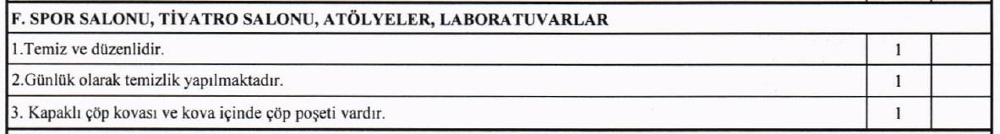 F. SPOR SALONU, TİYATRO SALONU, ATÖLYELER, LABORATUVARLAR
1.Temiz ve düzenlidir. 1
2.Günlük olarak temizlik yapılmaktadır. 1
3. Kapaklı çöp kovası ve kova içinde çöp poşeti vardır. 1